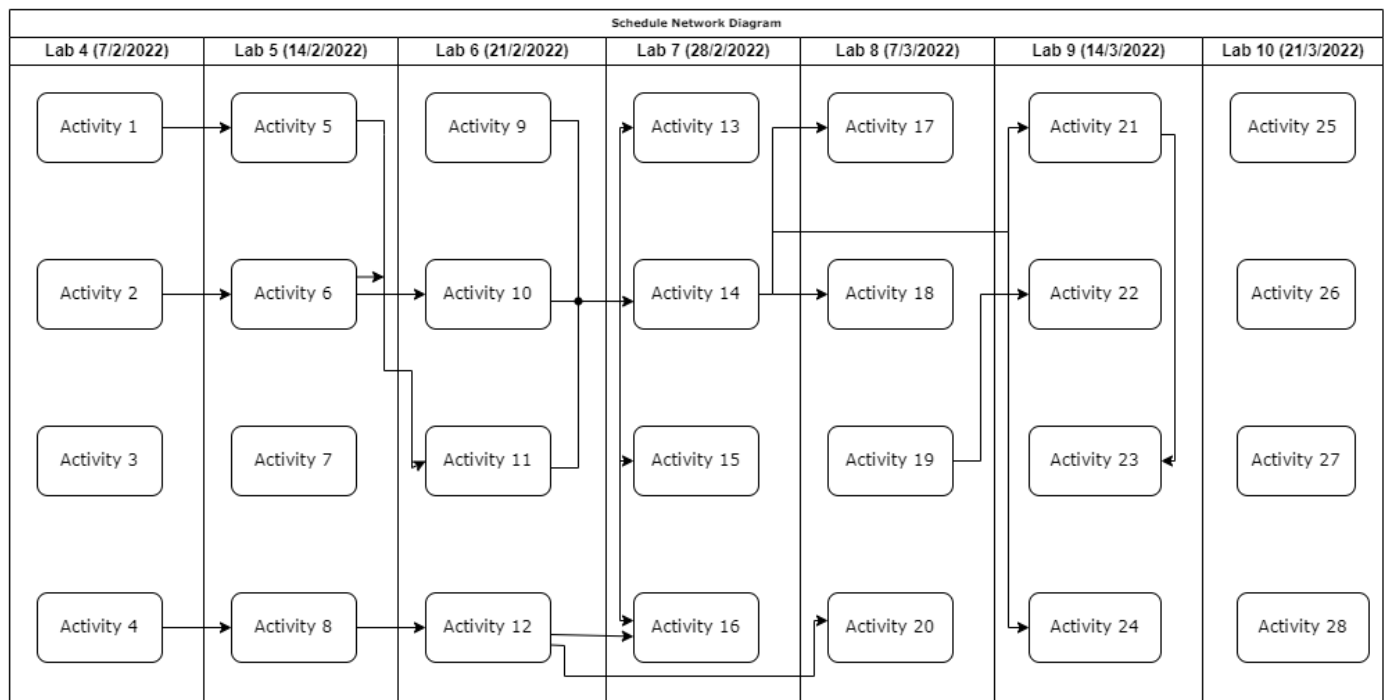 Schedule Network Diagram
Lab 4 (7/2/2022) Lab 5 (14/2/2022) Lab 6 (21/2/2022) Lab 7 (28/2/2022) Lab 8 (7/3/2022) Lab 9 (14/3/2022) Lab 10 (21/3/2022)
Activity 1 Activity 5 Activity 9 Activity 13 Activity 17 Activity 21 Activity 25
Activity 2 Activity 6 Activity 10 Activity 14 Activity 18 Activity 22 Activity 26
Activity 3 Activity 7 Activity 11 Activity 15 Activity 19 Activity 23 Activity 27
Activity 4 Activity 8 Activity 12 Activity 16 Activity 20 Activity 24 Activity 28